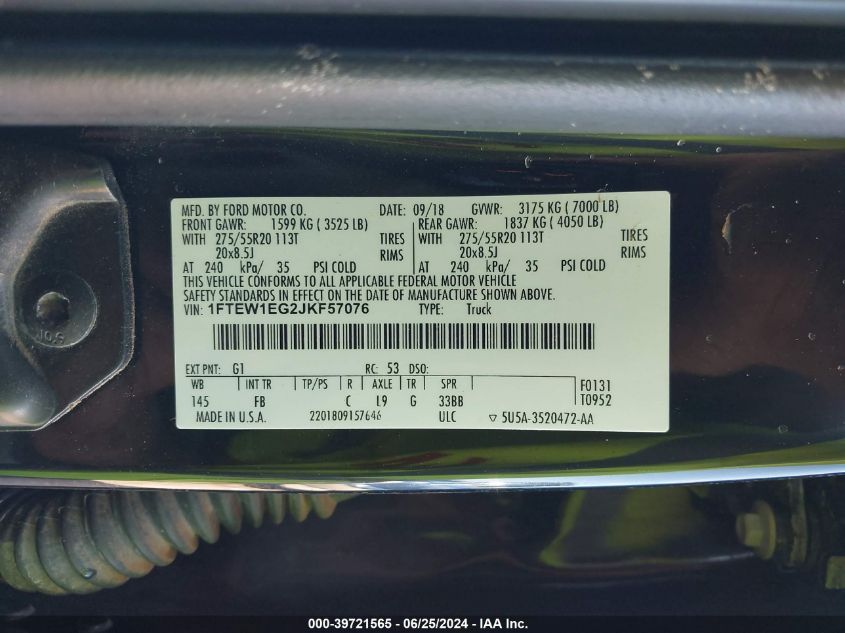 MFD. BY FORD MOTOR CO. DATE: 09/18 GVWR: 3175 KG ( 7000 LB)
FRONT GAWR: 1599 KG ( 3525 LB) REAR GAWR: 1837 KG ( 4050 LB)
WITH 275/55R20 113T TIRES WITH 275/55R20 113T TIRES
20x8.5J RIMS 20x8.5J RIMS
AT 240 kPa/ 35 PSI COLD AT 240 kPa/ 35 PSI COLD
THIS VEHICLE CONFORMS TO ALL APPLICABLE FEDERAL MOTOR VEHICLE
SAFETY STANDARDS IN EFFECT ON THE DATE OF MANUFACTURE SHOWN ABOVE.
VIN: 1FTEW1EG2JKF57076 TYPE: Truck
EXT PNT: G1 RC: 53 DSO:
WB INT TR TP/PS R AXLE TR SPR F0131
145 FB C L9 G 33BB T0952
MADE IN U.S.A. 2201809157646 ULC ▽ 5U5A-3520472-AA
000-39721565 - 06/25/2024 - IAA Inc.